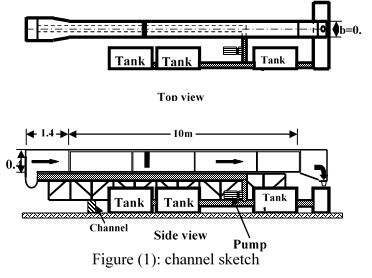 b=0.
Tank Tank Tank
Top view
1.4 10m
0.4
Tank Tank Tank
Channel
Side view Pump
Figure (1): channel sketch